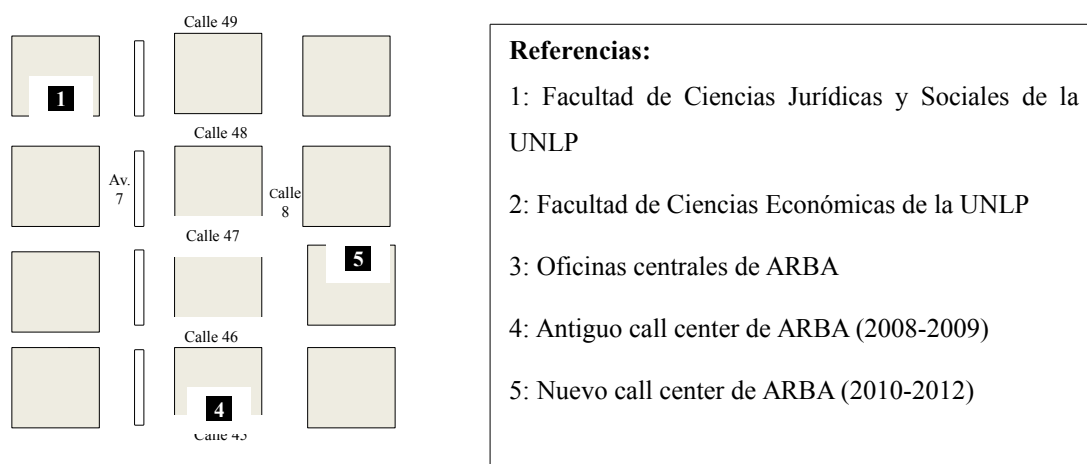 Calle 49
1
Calle 48
Av.
7
Calle
8
Calle 47
5
Calle 46
4
Calle 45
Referencias:
1: Facultad de Ciencias Jurídicas y Sociales de la
UNLP
2: Facultad de Ciencias Económicas de la UNLP
3: Oficinas centrales de ARBA
4: Antiguo call center de ARBA (2008-2009)
5: Nuevo call center de ARBA (2010-2012)